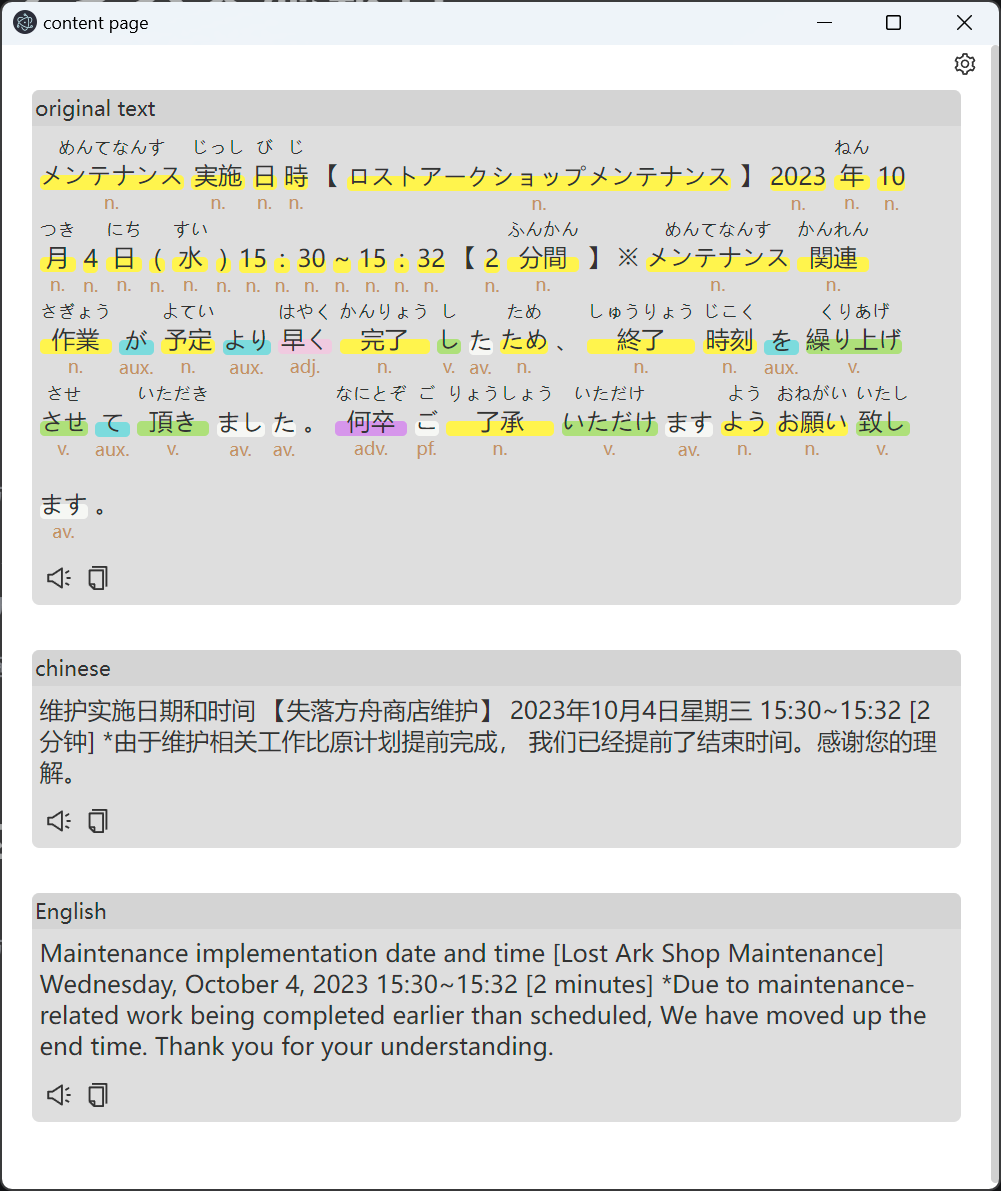 content page
original text
めんてなんす じっし び じ ねん
メンテナンス 実施 日 時 【 ロストアークショップメンテナンス 】 2023 年 10
n. n. n. n. n. n. n. n.
つき にち すい ふんかん めんてなんす かんれん
月 4 日 ( 水 ) 15 : 30 ~ 15 : 32 【 2 分間 】 ※ メンテナンス 関連
n. n. n. n. n. n. n. n. n. n. n. n. n. n. n. n. n.
さぎょう よてい はやく かんりょう し ため しゅうりょう じこく くりあげ
作業 が 予定 より 早く 完了 し た ため 、 終了 時刻 を 繰り上げ
n. aux. n. aux. adj. n. v. av. n. n. n. aux. v.
させ いただき なにとぞ ご りょうしょう いただけ よう おねがい いたし
させ て 頂き まし た 。 何卒 ご 了承 いただけ ます よう お願い 致し
v. aux. v. av. av. adv. pf. n. v. av. n. n. v.
ます 。
av.
chinese
维护实施日期和时间 【失落方舟商店维护】 2023年10月4日星期三 15:30~15:32 [2
分钟] *由于维护相关工作比原计划提前完成， 我们已经提前了结束时间。感谢您的理
解。
English
Maintenance implementation date and time [Lost Ark Shop Maintenance]
Wednesday, October 4, 2023 15:30~15:32 [2 minutes] *Due to maintenance-
related work being completed earlier than scheduled, We have moved up the
end time. Thank you for your understanding.